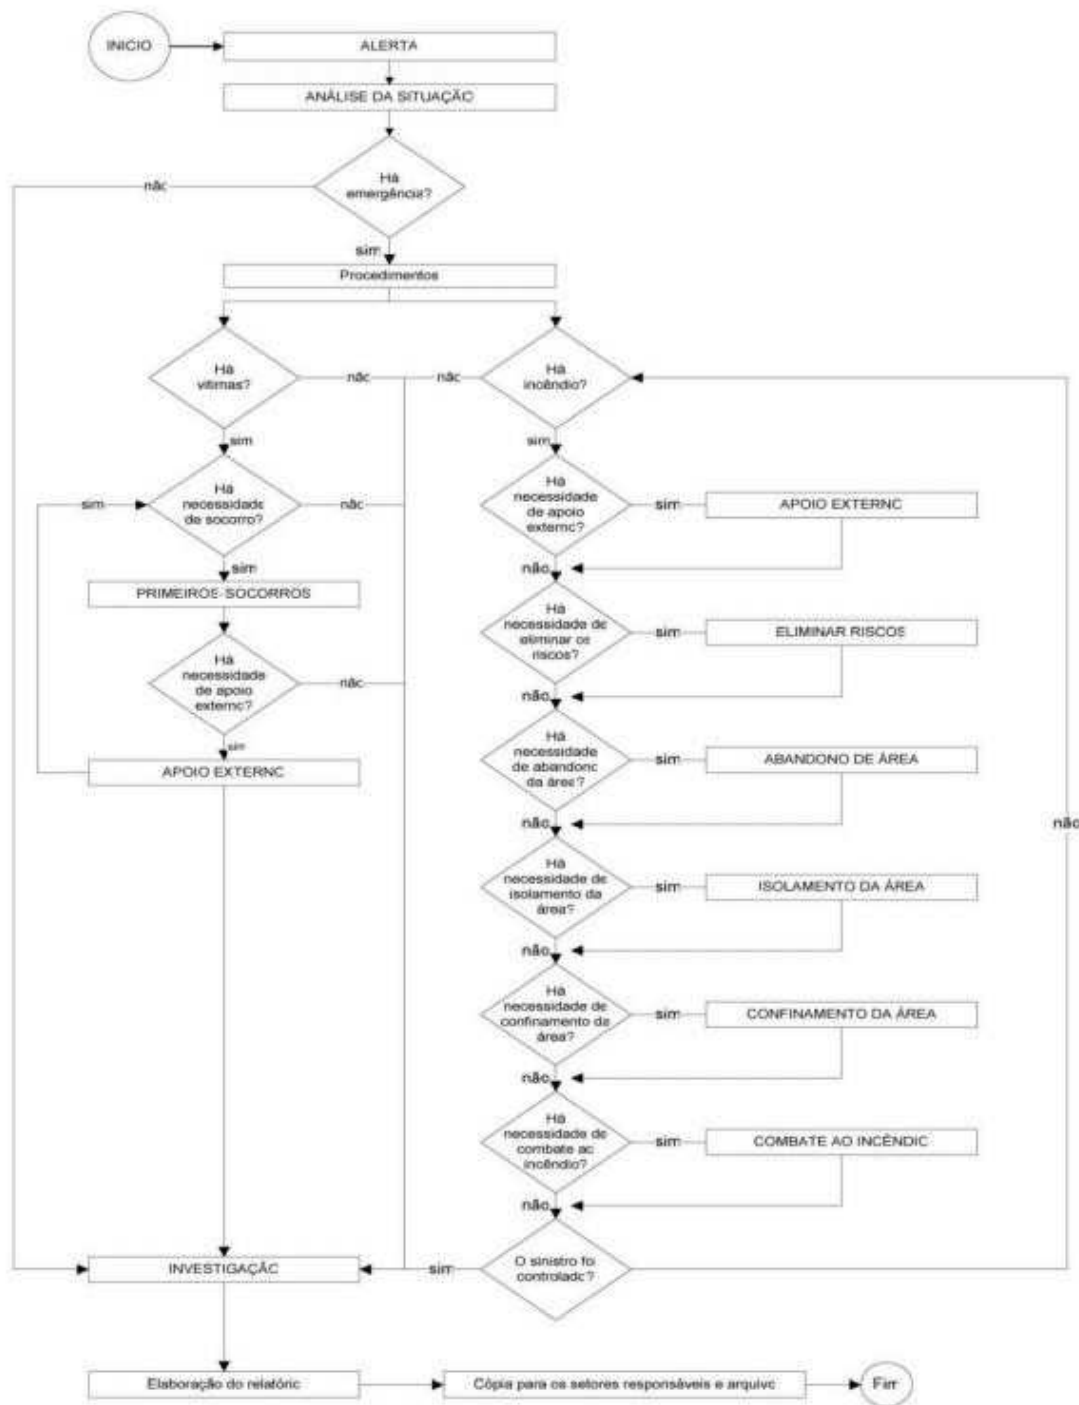 INICIO
ALERTA
ANÁLISE DA SITUAÇÃO
Há
emergência?
não
sim
Procedimentos
Há
vítimas?
não
não
Há
incêndio?
sim
sim
sim
Há
necessidade
de socorro?
não
Há
necessidade
de apoio
externo?
sim
APOIO EXTERNO
sim
não
PRIMEIROS-SOCORROS
Há
necessidade de
eliminar os
riscos?
sim
ELIMINAR RISCOS
Há
necessidade
de apoio
externo?
não
não
sim
Há
necessidade
de abandono
da área?
sim
ABANDONO DE ÁREA
APOIO EXTERNO
não
não
Há
necessidade de
isolamento da
área?
sim
ISOLAMENTO DA ÁREA
não
Há
necessidade de
confinamento da
área?
sim
CONFINAMENTO DA ÁREA
não
Há
necessidade de
combate ao
incêndio?
sim
COMBATE AO INCÊNDIO
não
O sinistro foi
controlado?
sim
INVESTIGAÇÃO
Elaboração do relatório
Cópia para os setores responsáveis e arquivo
Fim